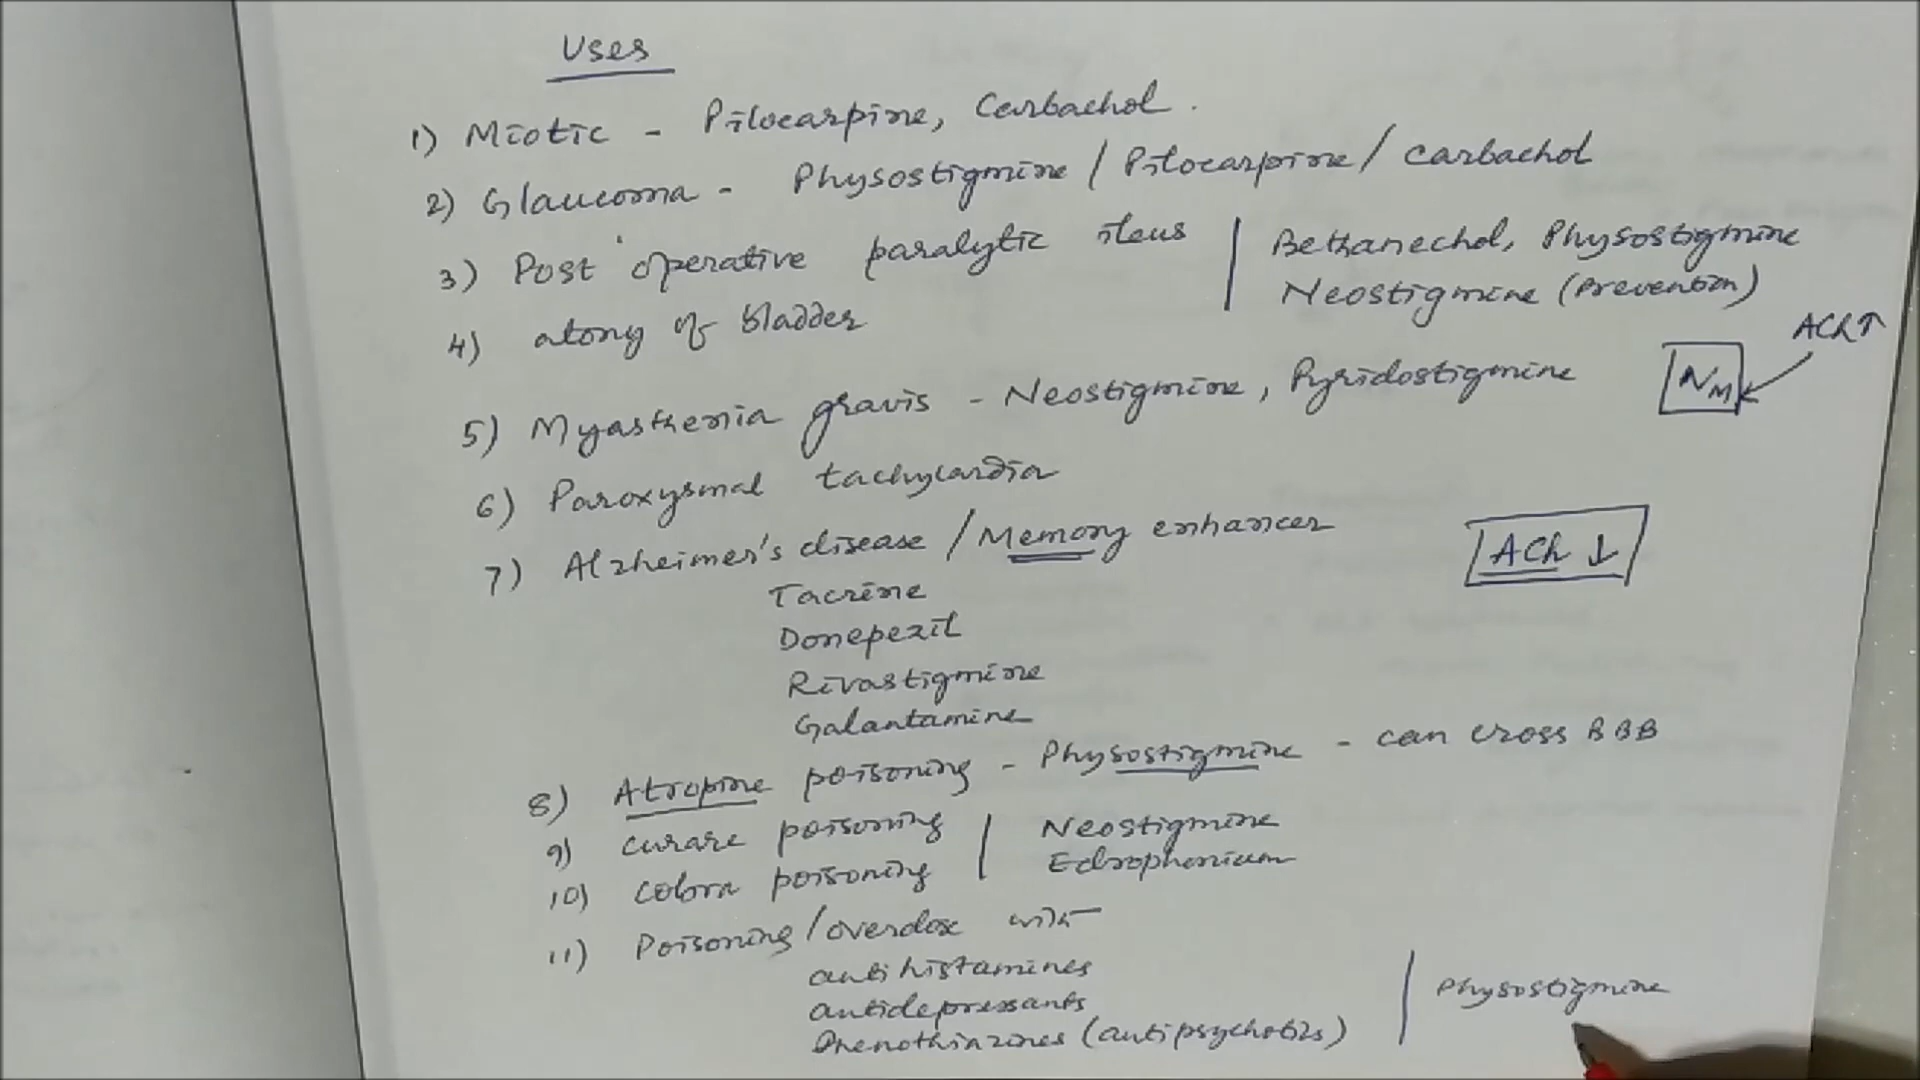 Uses
1) Miotic - Pilocarpine, Carbachol.
2) Glaucoma - Physostigmine / Pilocarpine / carbachol
3) Post operative paralytic ileus | Bethanechol, Physostigmine
4) atony of bladder | Neostigmine (prevention)
ACh ↑
5) Myasthenia gravis - Neostigmine, Pyridostigmine NM
6) Paroxysmal tachycardia
7) Alzheimer's disease / Memory enhancer ACh ↓
Tacrine
Donepezil
Rivastigmine
Galantamine
8) Atropine poisoning - Physostigmine - can cross BBB
9) curare poisoning | Neostigmine
10) cobra poisoning | Edrophonium
11) Poisoning / overdose with
antihistamines
antidepressants | Physostigmine
Phenothiazines (antipsychotics)